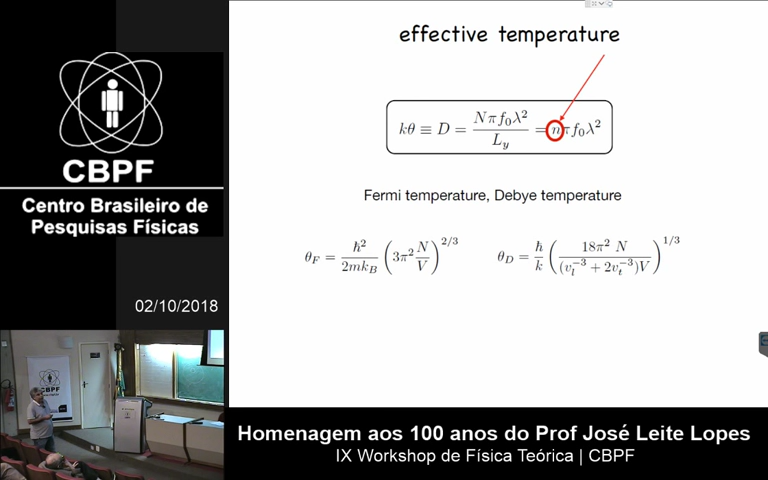 effective temperature
kθ ≡ D = Nπf₀λ² / L_y = nπf₀λ²
Fermi temperature, Debye temperature
θ_F = ℏ² / 2mk_B (3π² N / V)^{2/3}
θ_D = ℏ / k (18π² N / (v_l^{-3} + 2v_t^{-3})V)^{1/3}
CBPF
Centro Brasileiro de
Pesquisas Físicas
02/10/2018
CBPF
Homenagem aos 100 anos do Prof José Leite Lopes
IX Workshop de Física Teórica | CBPF